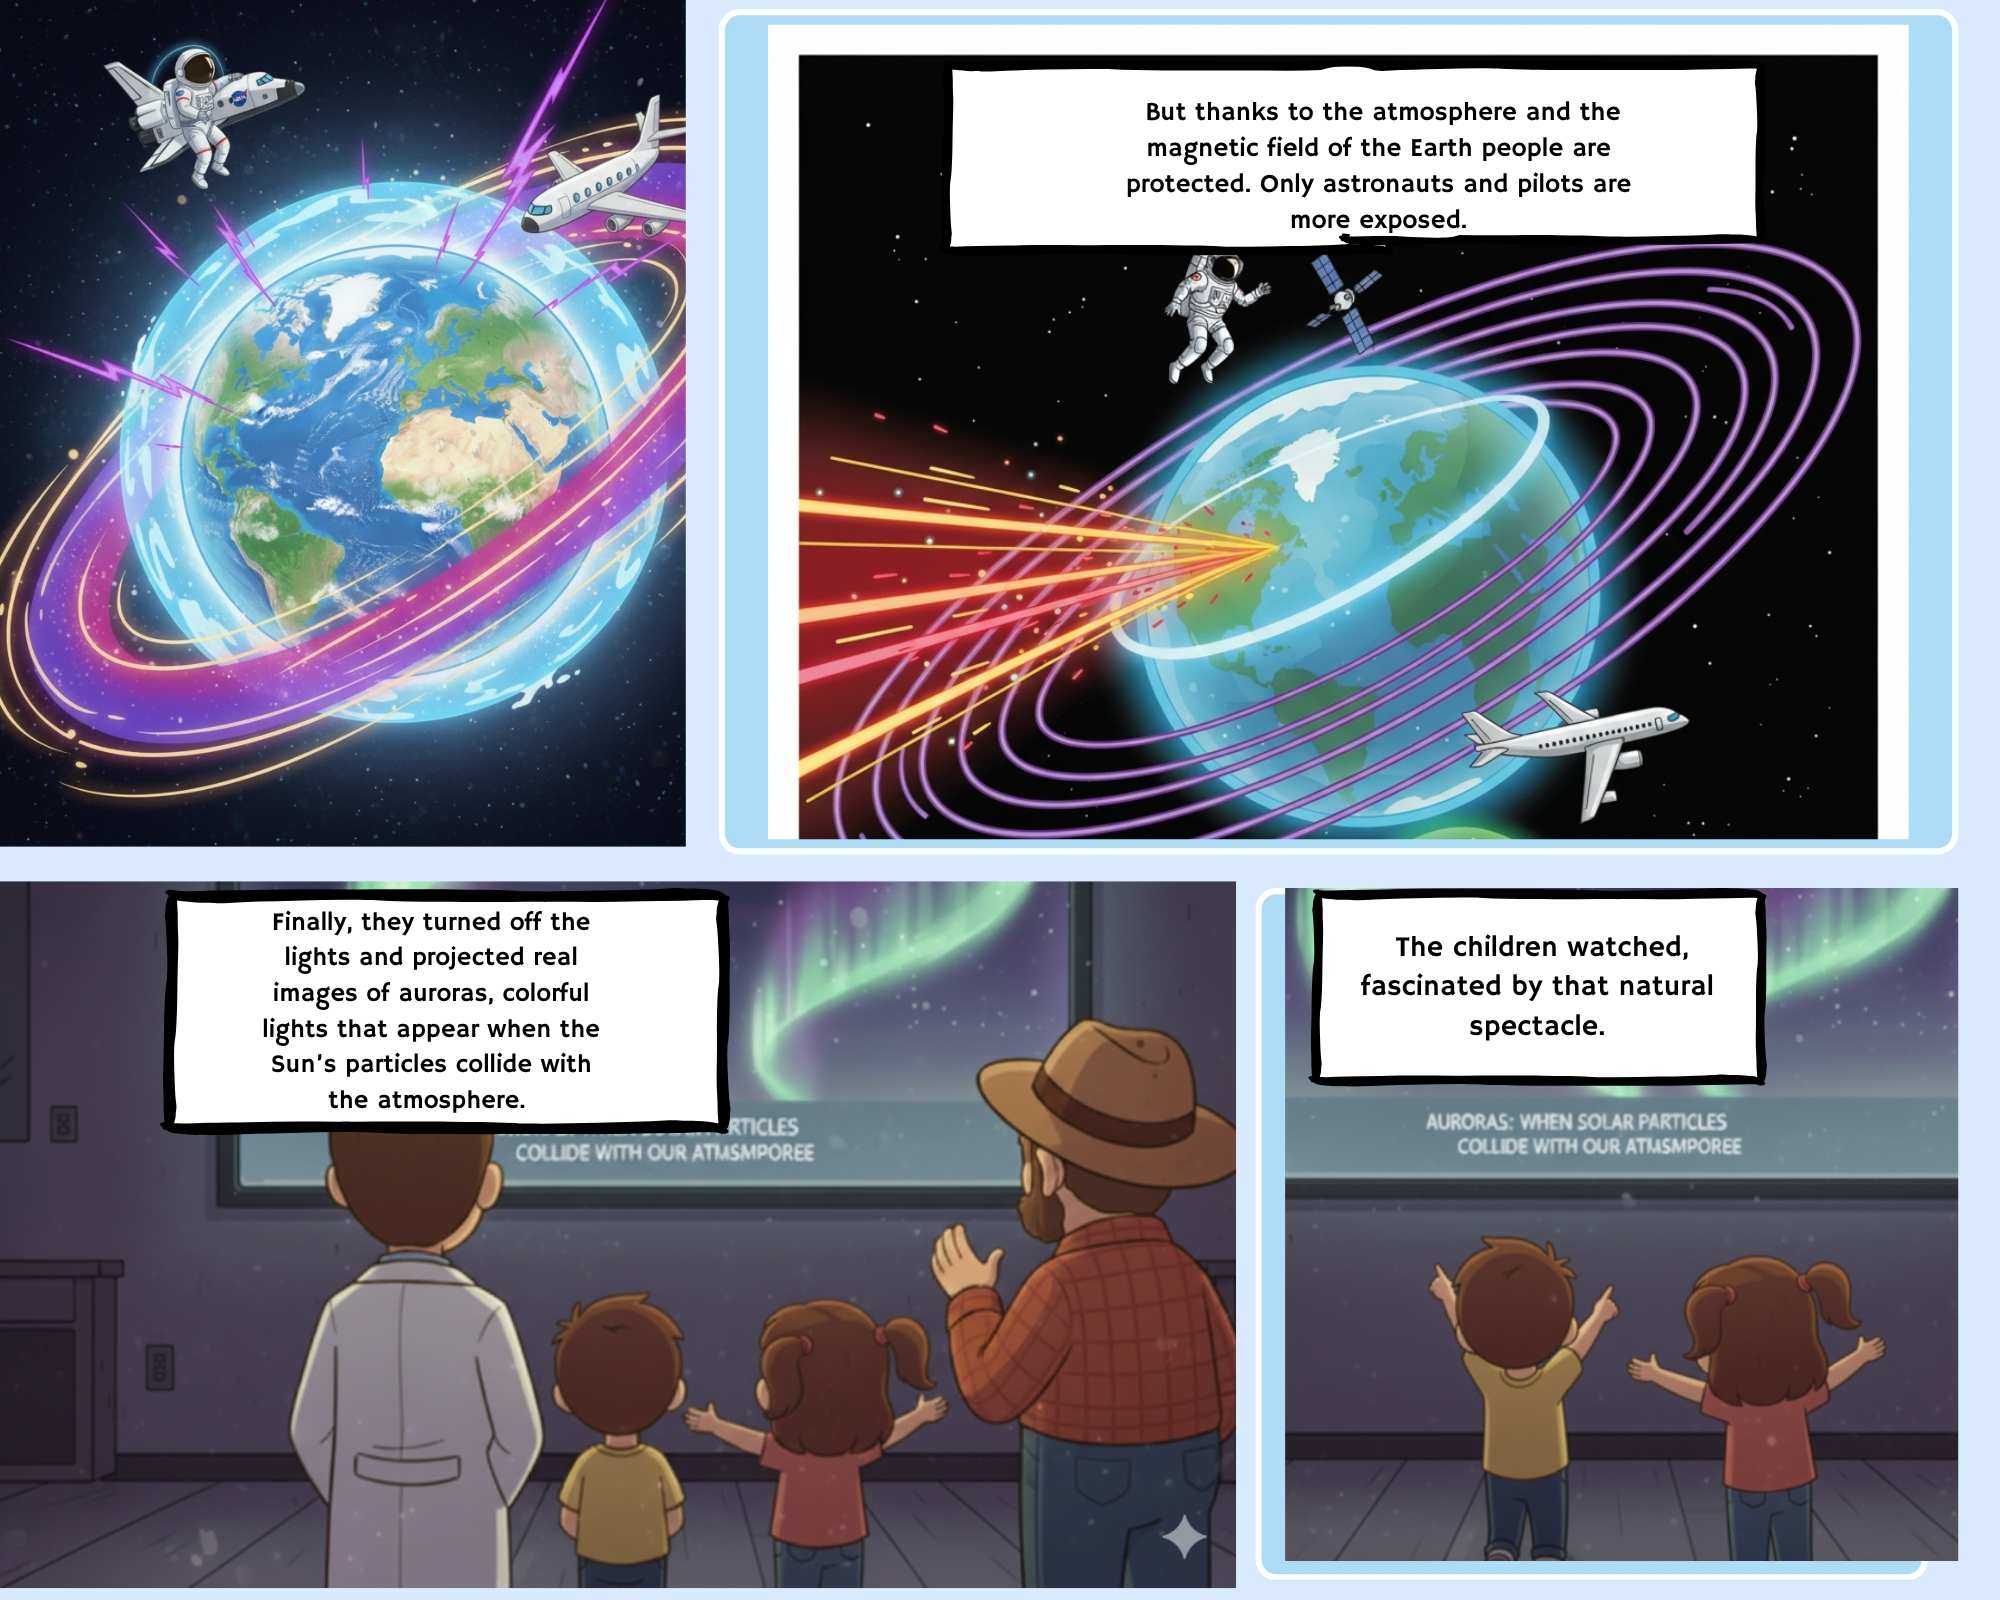 But thanks to the atmosphere and the
magnetic field of the Earth people are
protected. Only astronauts and pilots are
more exposed.
Finally, they turned off the
lights and projected real
images of auroras, colorful
lights that appear when the
Sun's particles collide with
the atmosphere.
COLLIDE WITH OUR ATMSMPOREE
The children watched,
fascinated by that natural
spectacle.
AURORAS: WHEN SOLAR PARTICLES
COLLIDE WITH OUR ATMSMPOREE